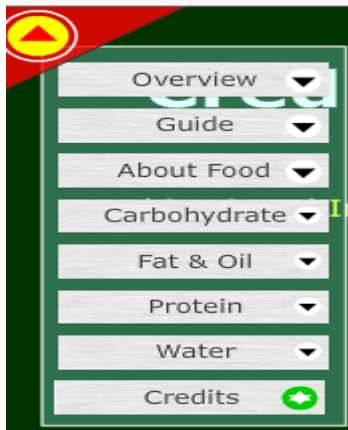 Overview
Guide
About Food
Carbohydrate
Fat & Oil
Protein
Water
Credits